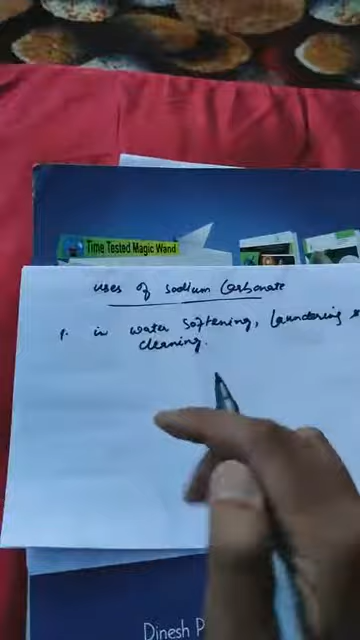 Time Tested Magic Wand
uses of sodium Carbonate
1. in water softening, laundering &
cleaning.
Dinesh P